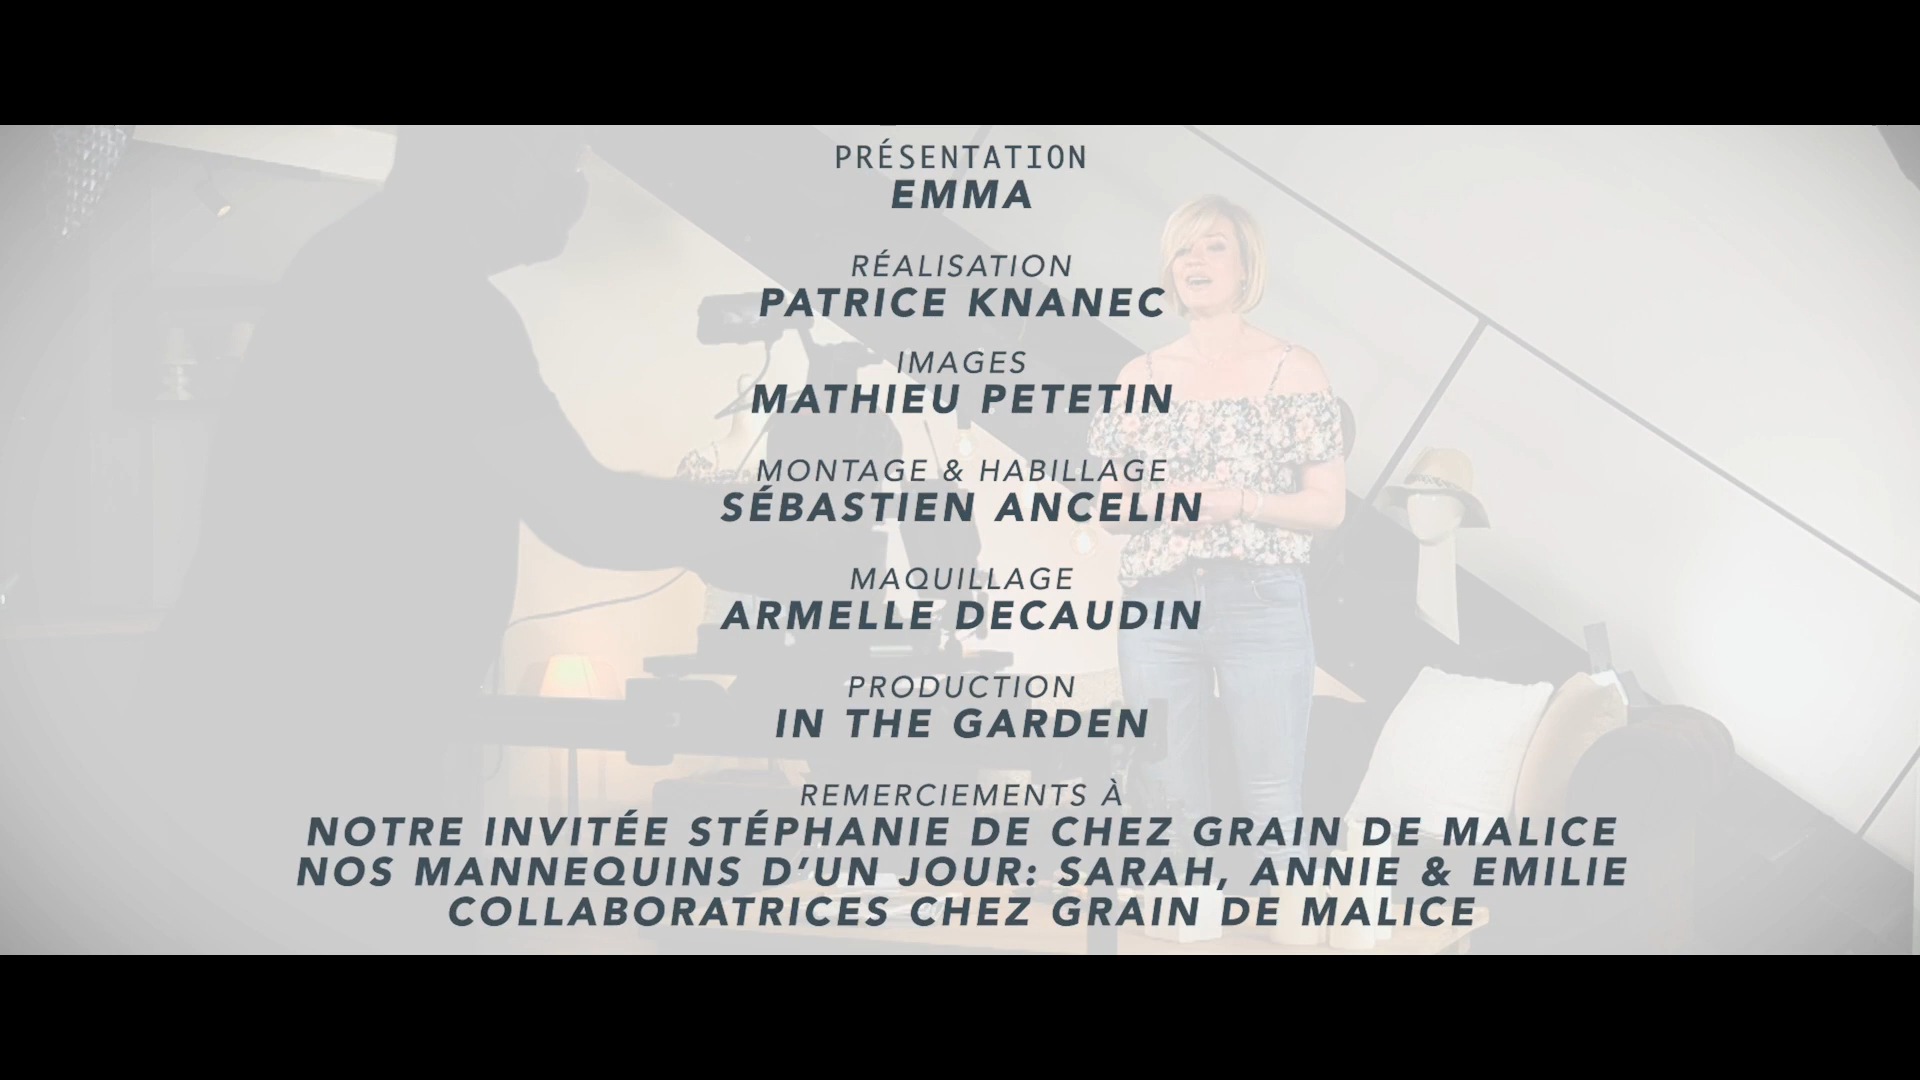 PRÉSENTATION
EMMA
RÉALISATION
PATRICE KNANEC
IMAGES
MATHIEU PETETIN
MONTAGE & HABILLAGE
SÉBASTIEN ANCELIN
MAQUILLAGE
ARMELLE DECAUDIN
PRODUCTION
IN THE GARDEN
REMERCIEMENTS À
NOTRE INVITÉE STÉPHANIE DE CHEZ GRAIN DE MALICE
NOS MANNEQUINS D’UN JOUR: SARAH, ANNIE & EMILIE
COLLABORATRICES CHEZ GRAIN DE MALICE